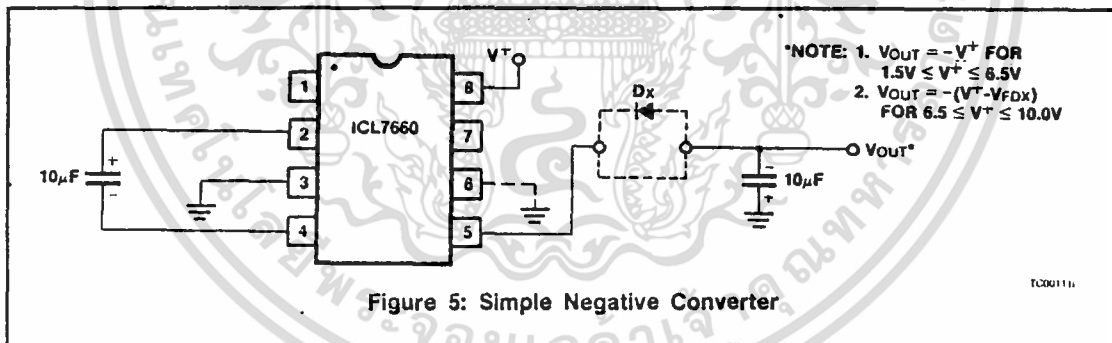 *NOTE: 1. VOUT = -V+ FOR
1.5V ≤ V+ ≤ 6.5V
2. VOUT = -(V+-VFDX)
FOR 6.5 ≤ V+ ≤ 10.0V
V+
DX
1
2
3
4
ICL7660
8
7
6
5
+
10µF
-
VOUT*
-
10µF
+
TC00111I
Figure 5: Simple Negative Converter